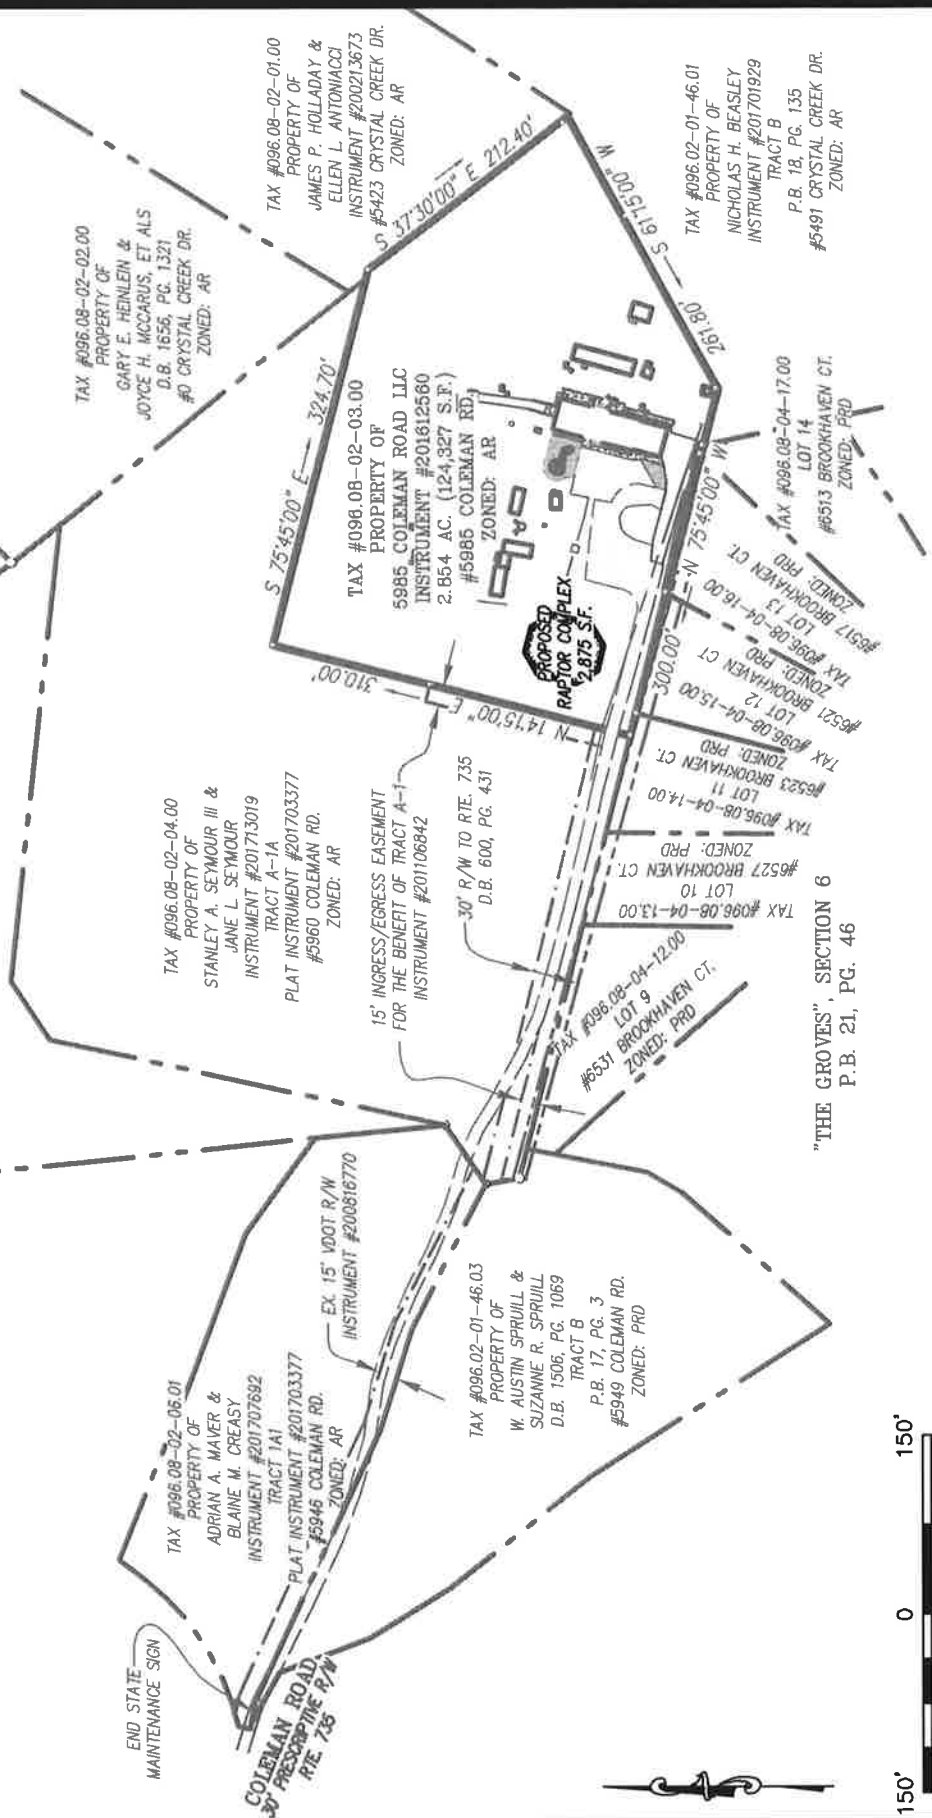 TAX #096.08-02-02.00
PROPERTY OF
GARY E. HEINLEIN &
JOYCE H. MCCARUS, ET ALS
D.B. 1656, PG. 1321
#0 CRYSTAL CREEK DR.
ZONED: AR
TAX #096.08-02-01.00
PROPERTY OF
JAMES P. HOLLADAY &
ELLEN L. ANTONIACCI
INSTRUMENT #200213673
#5423 CRYSTAL CREEK DR.
ZONED: AR
S 37°30'00" E 212.40'
S 75°45'00" E 324.70'
S 61°15'00" W
261.80'
TAX #096.02-01-46.01
PROPERTY OF
NICHOLAS H. BEASLEY
INSTRUMENT #201701929
TRACT B
P.B. 18, PG. 135
#5491 CRYSTAL CREEK DR.
ZONED: AR
TAX #096.08-02-03.00
PROPERTY OF
5985 COLEMAN ROAD LLC
INSTRUMENT #201612560
2.854 AC. (124,327 S.F.)
#5985 COLEMAN RD.
ZONED: AR
PROPOSED
RAPTOR COMPLEX
2,875 S.F.
N 14°15'00" E
310.00'
N 75°45'00" W
300.00'
TAX #096.08-04-17.00
LOT 14
#6513 BROOKHAVEN CT.
ZONED: PRD
TAX #096.08-04-16.00
LOT 13
#6517 BROOKHAVEN CT.
ZONED: PRD
TAX #096.08-04-15.00
LOT 12
#6521 BROOKHAVEN CT
ZONED: PRD
TAX #096.08-04-14.00
LOT 11
#6523 BROOKHAVEN CT.
ZONED: PRD
TAX #096.08-04-13.00
LOT 10
#6527 BROOKHAVEN CT.
ZONED: PRD
TAX #096.08-04-12.00
LOT 9
#6531 BROOKHAVEN CT.
ZONED: PRD
"THE GROVES", SECTION 6
P.B. 21, PG. 46
TAX #096.08-02-04.00
PROPERTY OF
STANLEY A. SEYMOUR III &
JANE L. SEYMOUR
INSTRUMENT #201713019
TRACT A-1A
PLAT INSTRUMENT #201703377
#5960 COLEMAN RD.
ZONED: AR
15' INGRESS/EGRESS EASEMENT
FOR THE BENEFIT OF TRACT A-1
INSTRUMENT #201106842
30' R/W TO RTE. 735
D.B. 600, PG. 431
EX. 15' VDOT R/W
INSTRUMENT #200816770
TAX #096.08-02-06.01
PROPERTY OF
ADRIAN A. MAVER &
BLAINE M. CREASY
INSTRUMENT #201707692
TRACT 1A1
PLAT INSTRUMENT #201703377
#5946 COLEMAN RD.
ZONED: AR
TAX #096.02-01-46.03
PROPERTY OF
W. AUSTIN SPRUILL &
SUZANNE R. SPRUILL
D.B. 1506, PG. 1069
TRACT B
P.B. 17, PG. 3
#5949 COLEMAN RD.
ZONED: PRD
END STATE
MAINTENANCE SIGN
COLEMAN ROAD
30' PRESCRIPTIVE R/W
RTE. 735
150' 0 150'